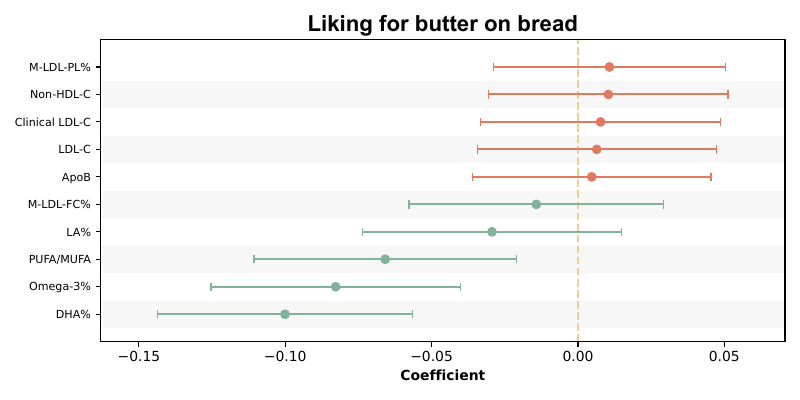 Liking for butter on bread
M-LDL-PL%
Non-HDL-C
Clinical LDL-C
LDL-C
ApoB
M-LDL-FC%
LA%
PUFA/MUFA
Omega-3%
DHA%
−0.15 −0.10 −0.05 0.00 0.05
Coefficient